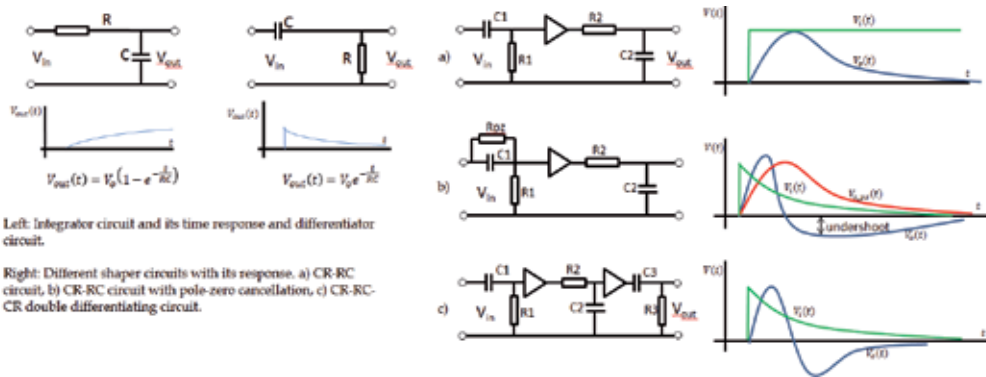 R
C
V_in
V_out
V_out(t)
t
V_out(t) = V_0(1 − e^{−t/RC})
C
R
V_in
V_out
V_out(t)
t
V_out(t) = V_0e^{−t/RC}
Left: Integrator circuit and its time response and differentiator
circuit.
Right: Different shaper circuits with its response. a) CR-RC
circuit, b) CR-RC circuit with pole-zero cancellation, c) CR-RC-
CR double differentiating circuit.
a)
C1
R2
V_in
R1
C2
V_out
V(t)
V_i(t)
V_o(t)
t
b)
Rpz
C1
R2
V_in
R1
C2
V(t)
V_i(t)
t
undershoot
V_o(t)
c)
C1
R2
C3
V_in
R1
C2
R3
V_out
V(t)
V_i(t)
t
V_o(t)